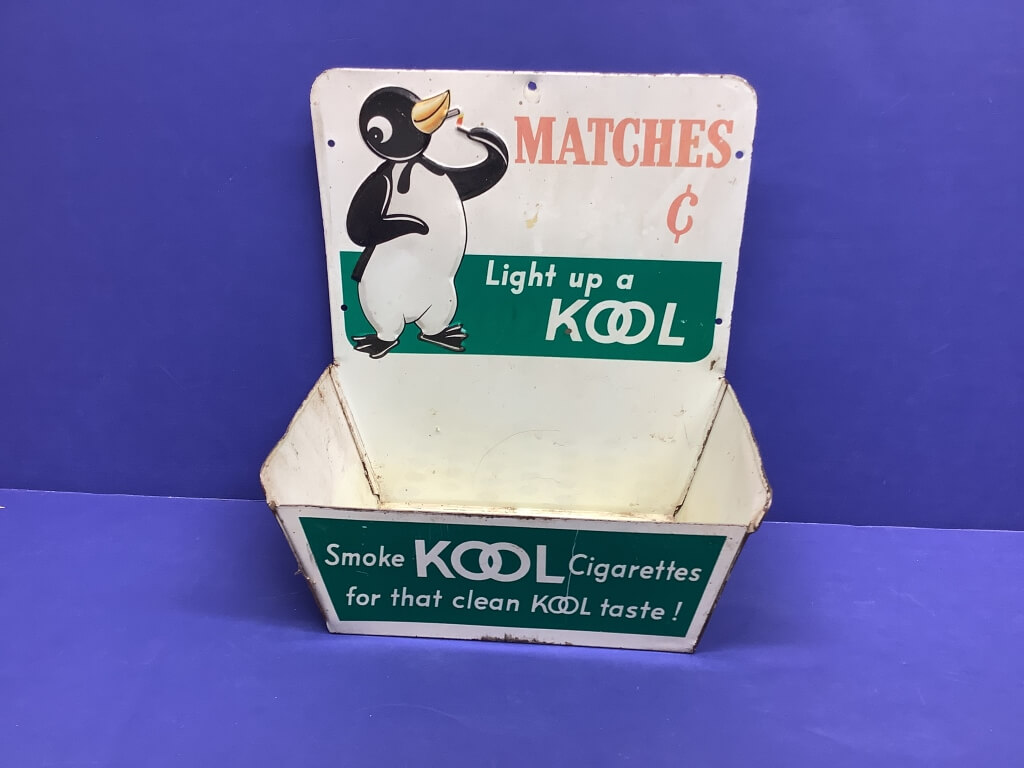 MATCHES
¢
Light up a
KOOL
Smoke KOOL Cigarettes
for that clean KOOL taste!